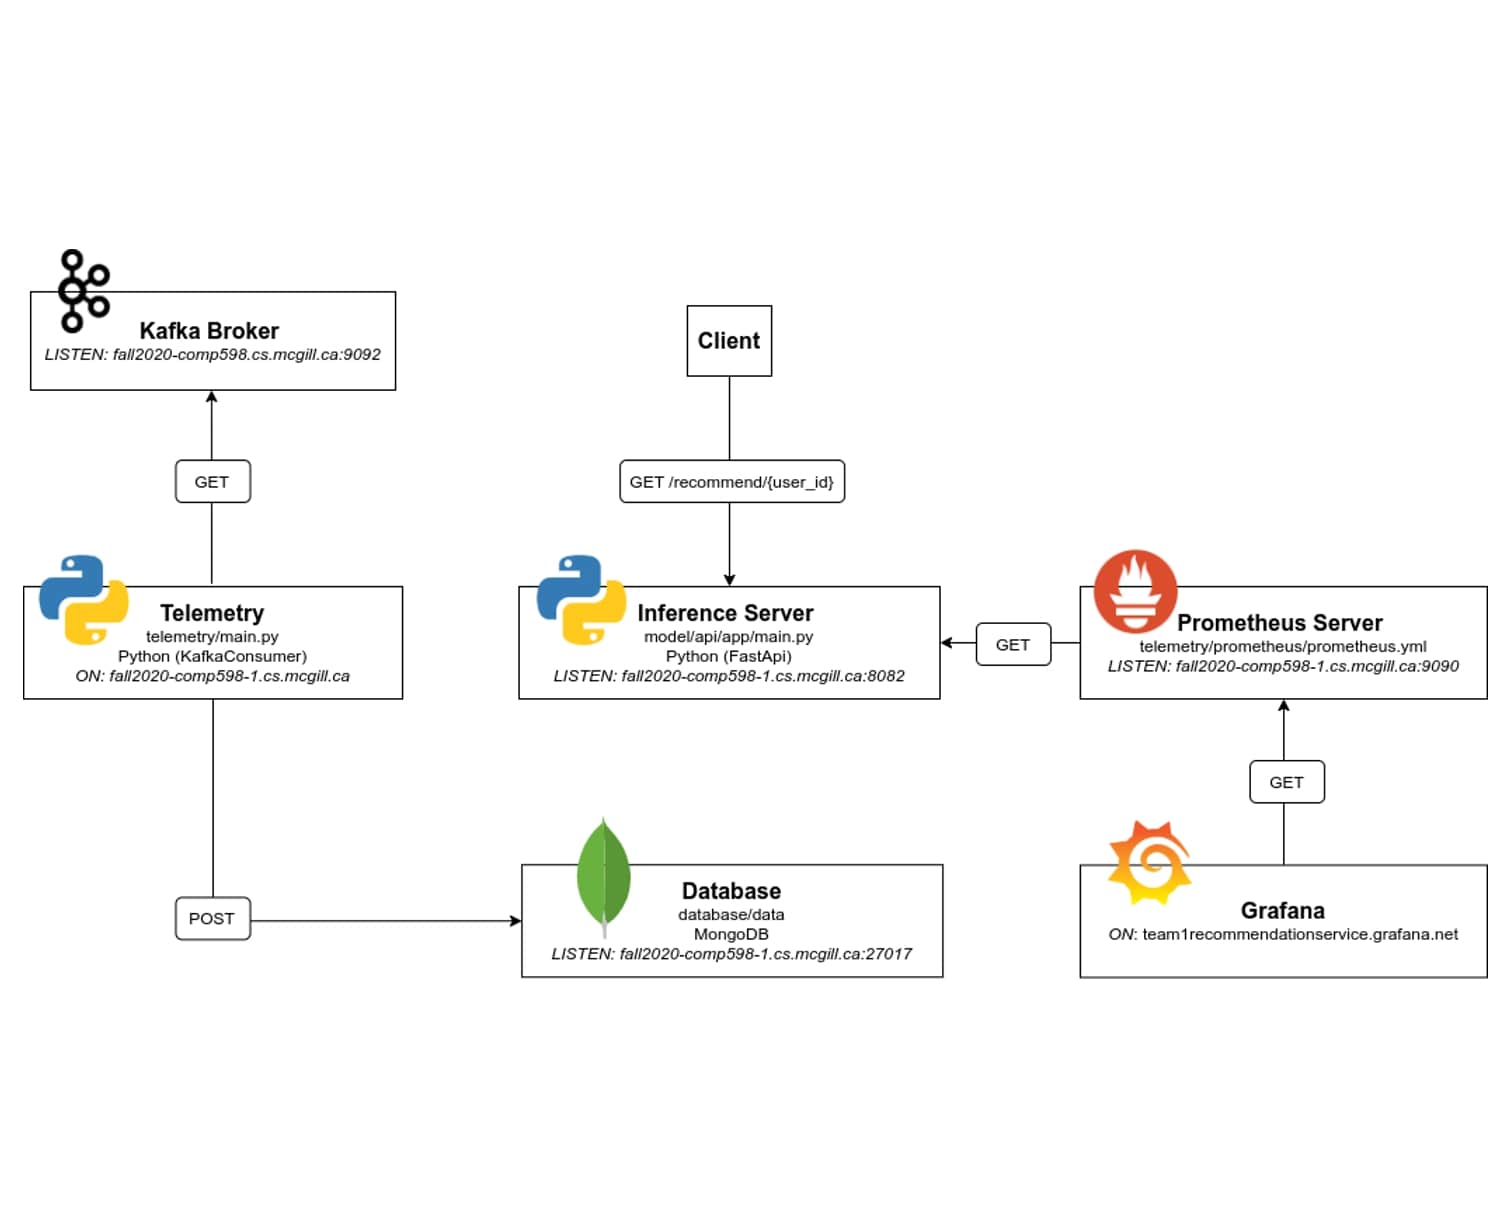 Kafka Broker
LISTEN: fall2020-comp598.cs.mcgill.ca:9092
GET
Telemetry
telemetry/main.py
Python (KafkaConsumer)
ON: fall2020-comp598-1.cs.mcgill.ca
POST
Client
GET /recommend/{user_id}
Inference Server
model/api/app/main.py
Python (FastApi)
LISTEN: fall2020-comp598-1.cs.mcgill.ca:8082
Database
database/data
MongoDB
LISTEN: fall2020-comp598-1.cs.mcgill.ca:27017
GET
Prometheus Server
telemetry/prometheus/prometheus.yml
LISTEN: fall2020-comp598-1.cs.mcgill.ca:9090
GET
Grafana
ON: team1recommendationservice.grafana.net